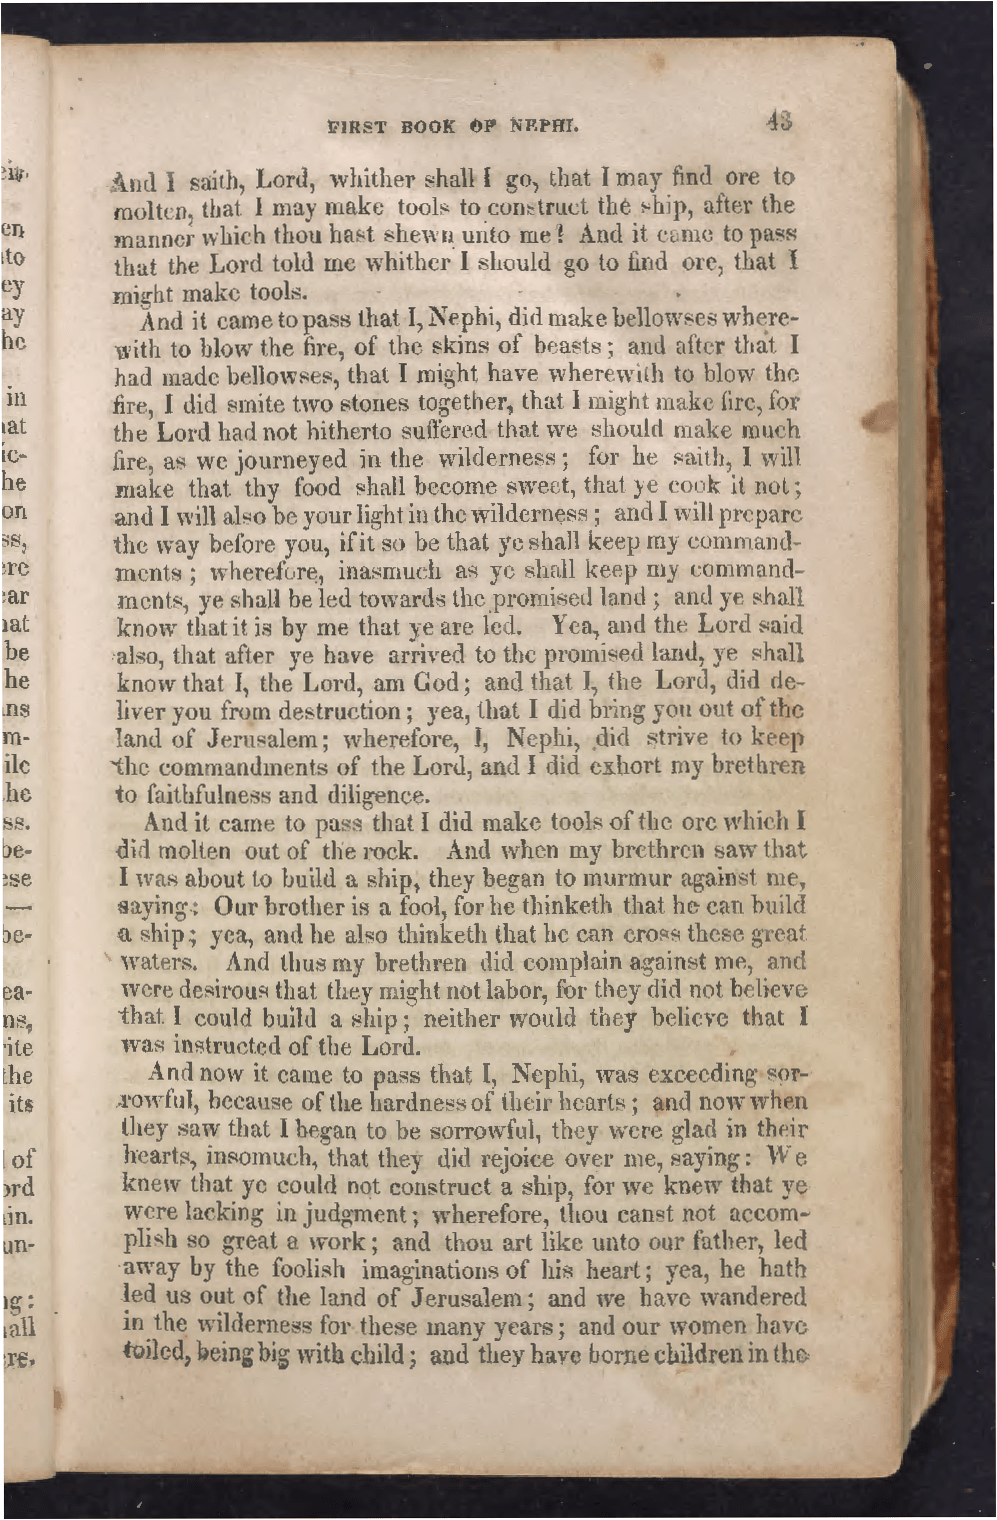 FIRST BOOK OF NEPHI. 43
And I saith, Lord, whither shall I go, that I may find ore to
molten, that I may make tools to construct the ship, after the
manner which thou hast shewn unto me? And it came to pass
that the Lord told me whither I should go to find ore, that I
might make tools.
And it came to pass that I, Nephi, did make bellowses where-
with to blow the fire, of the skins of beasts; and after that I
had made bellowses, that I might have wherewith to blow the
fire, I did smite two stones together, that I might make fire, for
the Lord had not hitherto suffered that we should make much
fire, as we journeyed in the wilderness; for he saith, I will
make that thy food shall become sweet, that ye cook it not;
and I will also be your light in the wilderness; and I will prepare
the way before you, if it so be that ye shall keep my command-
ments; wherefore, inasmuch as ye shall keep my command-
ments, ye shall be led towards the promised land; and ye shall
know that it is by me that ye are led. Yea, and the Lord said
also, that after ye have arrived to the promised land, ye shall
know that I, the Lord, am God; and that I, the Lord, did de-
liver you from destruction; yea, that I did bring you out of the
land of Jerusalem; wherefore, I, Nephi, did strive to keep
the commandments of the Lord, and I did exhort my brethren
to faithfulness and diligence.
And it came to pass that I did make tools of the ore which I
did molten out of the rock. And when my brethren saw that
I was about to build a ship, they began to murmur against me,
saying: Our brother is a fool, for he thinketh that he can build
a ship; yea, and he also thinketh that he can cross these great
waters. And thus my brethren did complain against me, and
were desirous that they might not labor, for they did not believe
that I could build a ship; neither would they believe that I
was instructed of the Lord.
And now it came to pass that I, Nephi, was exceeding sor-
rowful, because of the hardness of their hearts; and now when
they saw that I began to be sorrowful, they were glad in their
hearts, insomuch, that they did rejoice over me, saying: We
knew that ye could not construct a ship, for we knew that ye
were lacking in judgment; wherefore, thou canst not accom-
plish so great a work; and thou art like unto our father, led
away by the foolish imaginations of his heart; yea, he hath
led us out of the land of Jerusalem; and we have wandered
in the wilderness for these many years; and our women have
toiled, being big with child; and they have borne children in the